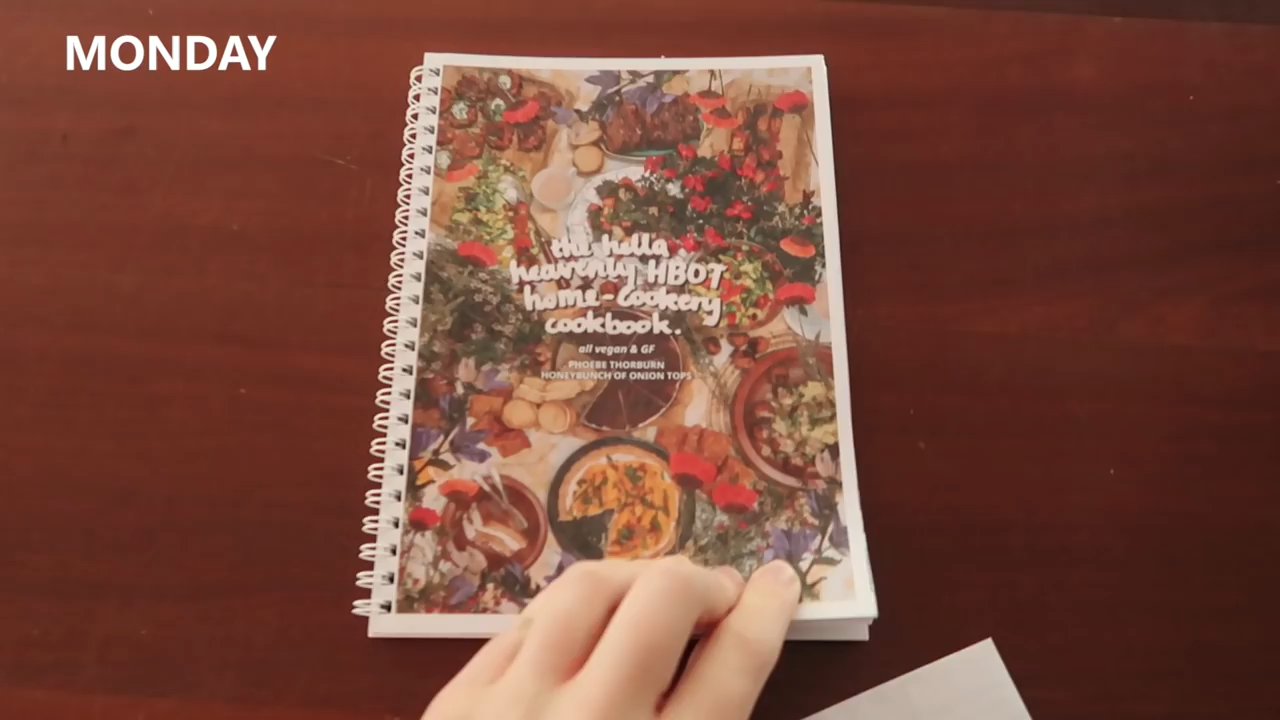 MONDAY
the hella
heavenly HBOT
home-cookery
cookbook.
all vegan & GF
PHOEBE THORBURN
HONEYBUNCH OF ONION TOPS